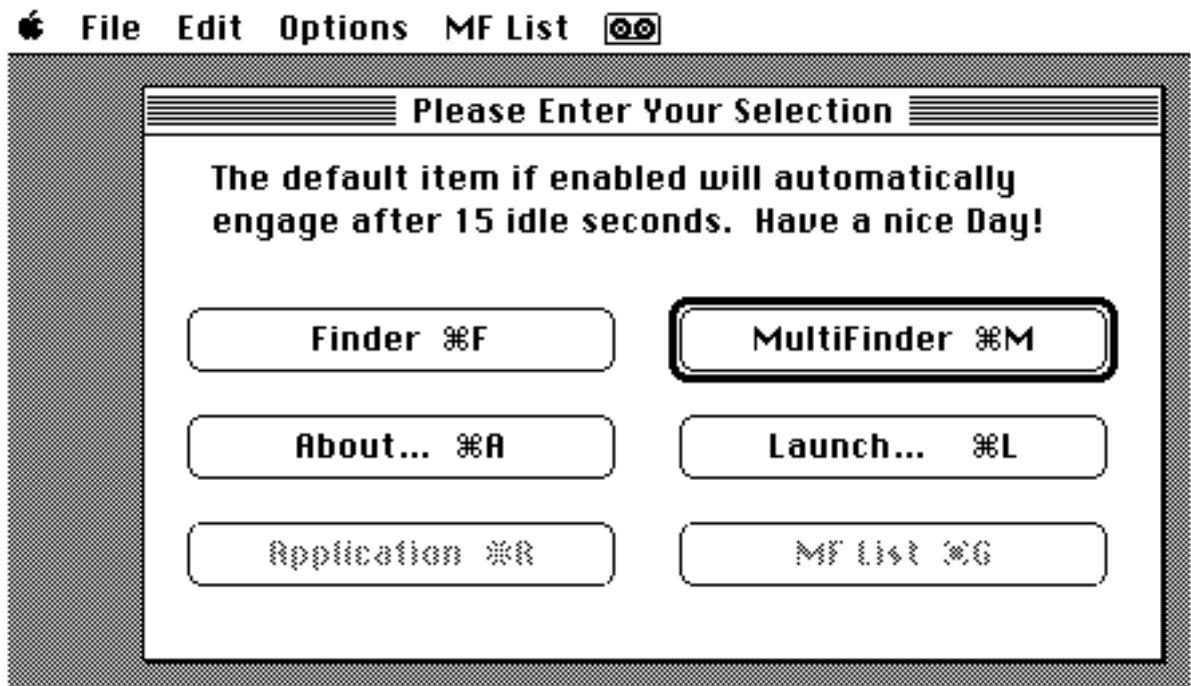 File Edit Options MF List
Please Enter Your Selection
The default item if enabled will automatically
engage after 15 idle seconds.  Have a nice Day!
Finder ⌘F
MultiFinder ⌘M
About... ⌘A
Launch... ⌘L
Application ⌘R
MF List ⌘G